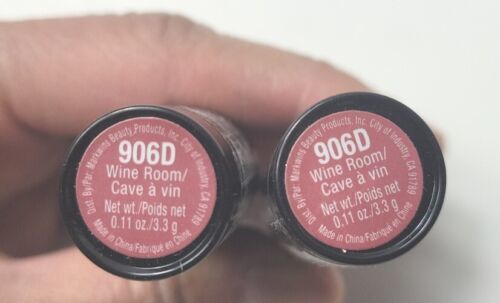 Dist. By/Par: Markwins Beauty Products, Inc. City of Industry, CA 91789
906D
Wine Room/
Cave à vin
Net wt./Poids net
0.11 oz./3.3 g
Made in China/Fabriqué en Chine
Dist. By/Par: Markwins Beauty Products, Inc. City of Industry, CA 91789
906D
Wine Room/
Cave à vin
Net wt./Poids net
0.11 oz./3.3 g
Made in China/Fabriqué en Chine